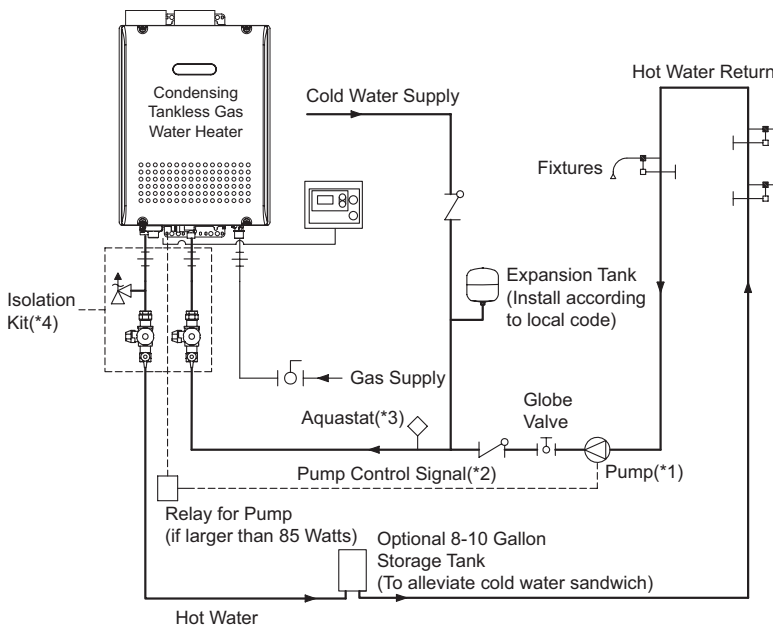 Condensing
Tankless Gas
Water Heater
Cold Water Supply
Hot Water Return
Fixtures
Expansion Tank
(Install according
to local code)
Isolation
Kit(*4)
Gas Supply
Globe
Valve
Aquastat(*3)
Pump Control Signal(*2)
Pump(*1)
Relay for Pump
(if larger than 85 Watts)
Optional 8-10 Gallon
Storage Tank
(To alleviate cold water sandwich)
Hot Water